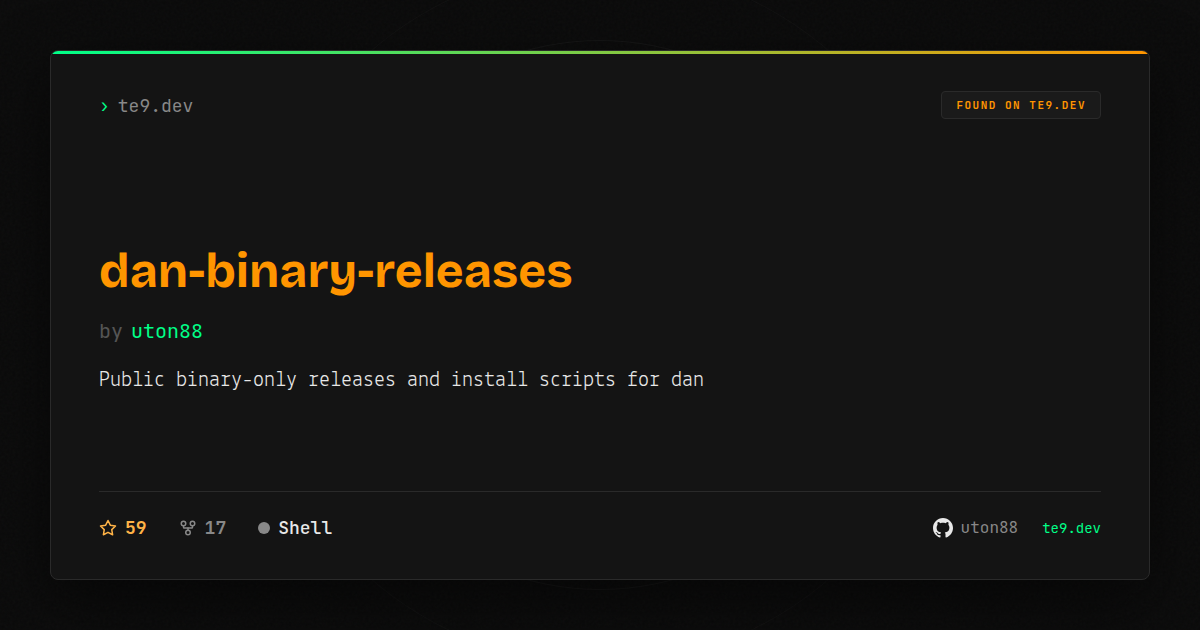 › te9.dev
FOUND ON TE9.DEV
dan-binary-releases
by uton88
Public binary-only releases and install scripts for dan
59 17 Shell
uton88 te9.dev